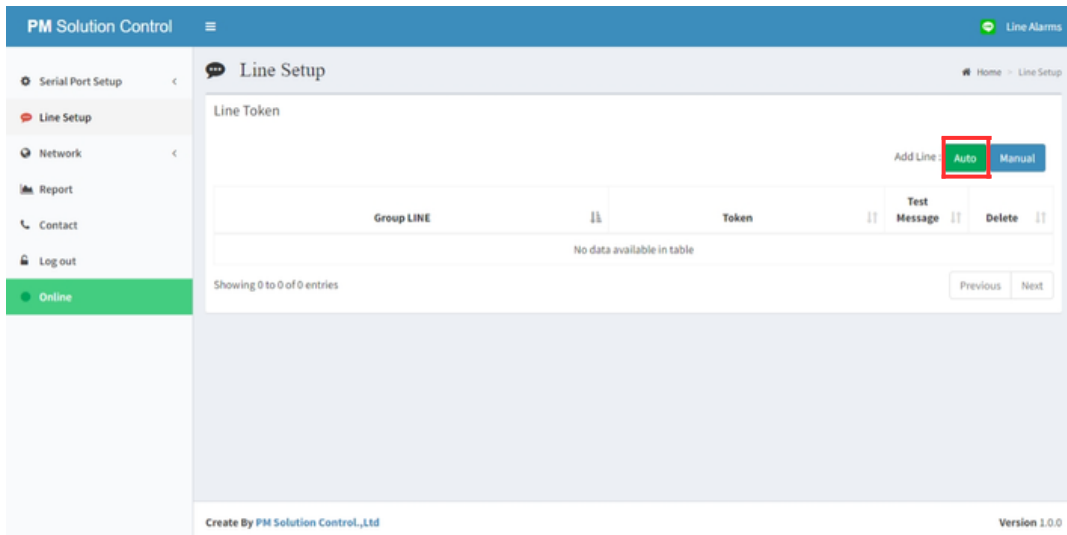 PM Solution Control
Line Alarms
Serial Port Setup
Line Setup
Network
Report
Contact
Log out
Online
Line Setup
Home > Line Setup
Line Token
Add Line : Auto Manual
Group LINE Token Test Message Delete
No data available in table
Showing 0 to 0 of 0 entries
Previous Next
Create By PM Solution Control.,Ltd
Version 1.0.0